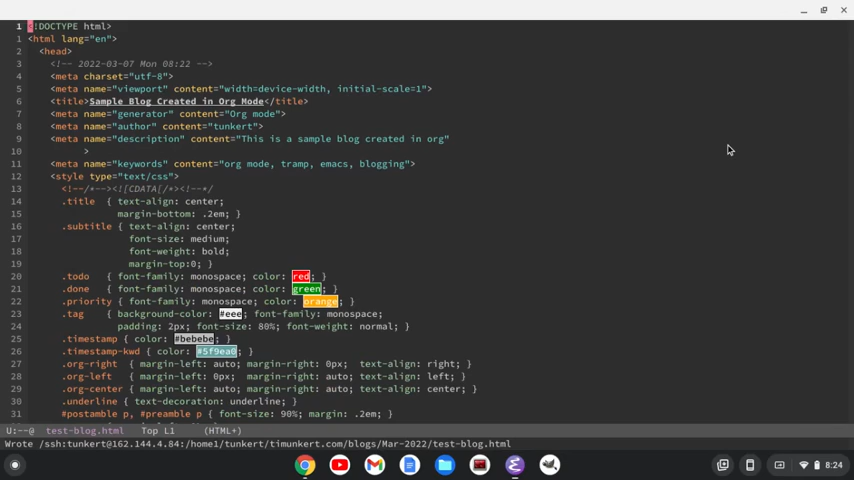 1 <!DOCTYPE html>
1 <html lang="en">
2 <head>
3 <!-- 2022-03-07 Mon 08:22 -->
4 <meta charset="utf-8">
5 <meta name="viewport" content="width=device-width, initial-scale=1">
6 <title>Sample Blog Created in Org Mode</title>
7 <meta name="generator" content="Org mode">
8 <meta name="author" content="tunkert">
9 <meta name="description" content="This is a sample blog created in org"
10 >
11 <meta name="keywords" content="org mode, tramp, emacs, blogging">
12 <style type="text/css">
13 <!--/*--><![CDATA[/*><!--*/
14 .title { text-align: center;
15 margin-bottom: .2em; }
16 .subtitle { text-align: center;
17 font-size: medium;
18 font-weight: bold;
19 margin-top:0; }
20 .todo { font-family: monospace; color: red; }
21 .done { font-family: monospace; color: green; }
22 .priority { font-family: monospace; color: orange; }
23 .tag { background-color: #eee; font-family: monospace;
24 padding: 2px; font-size: 80%; font-weight: normal; }
25 .timestamp { color: #bebebe; }
26 .timestamp-kwd { color: #5f9ea0; }
27 .org-right { margin-left: auto; margin-right: 0px; text-align: right; }
28 .org-left { margin-left: 0px; margin-right: auto; text-align: left; }
29 .org-center { margin-left: auto; margin-right: auto; text-align: center; }
30 .underline { text-decoration: underline; }
31 #postamble p, #preamble p { font-size: 90%; margin: .2em; }
U:--@ test-blog.html Top L1 (HTML+)
Wrote /ssh:tunkert@162.144.4.84:/home1/tunkert/timunkert.com/blogs/Mar-2022/test-blog.html
8:24